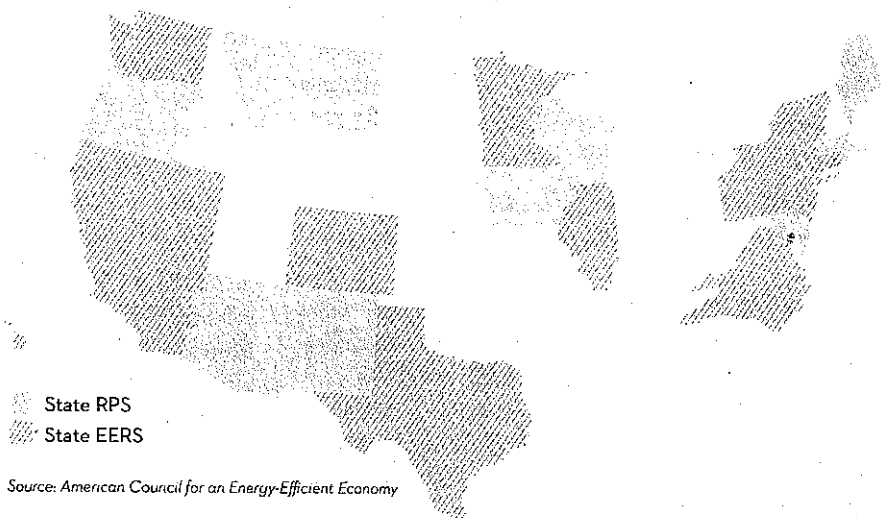 State RPS
State EERS
Source: American Council for an Energy-Efficient Economy